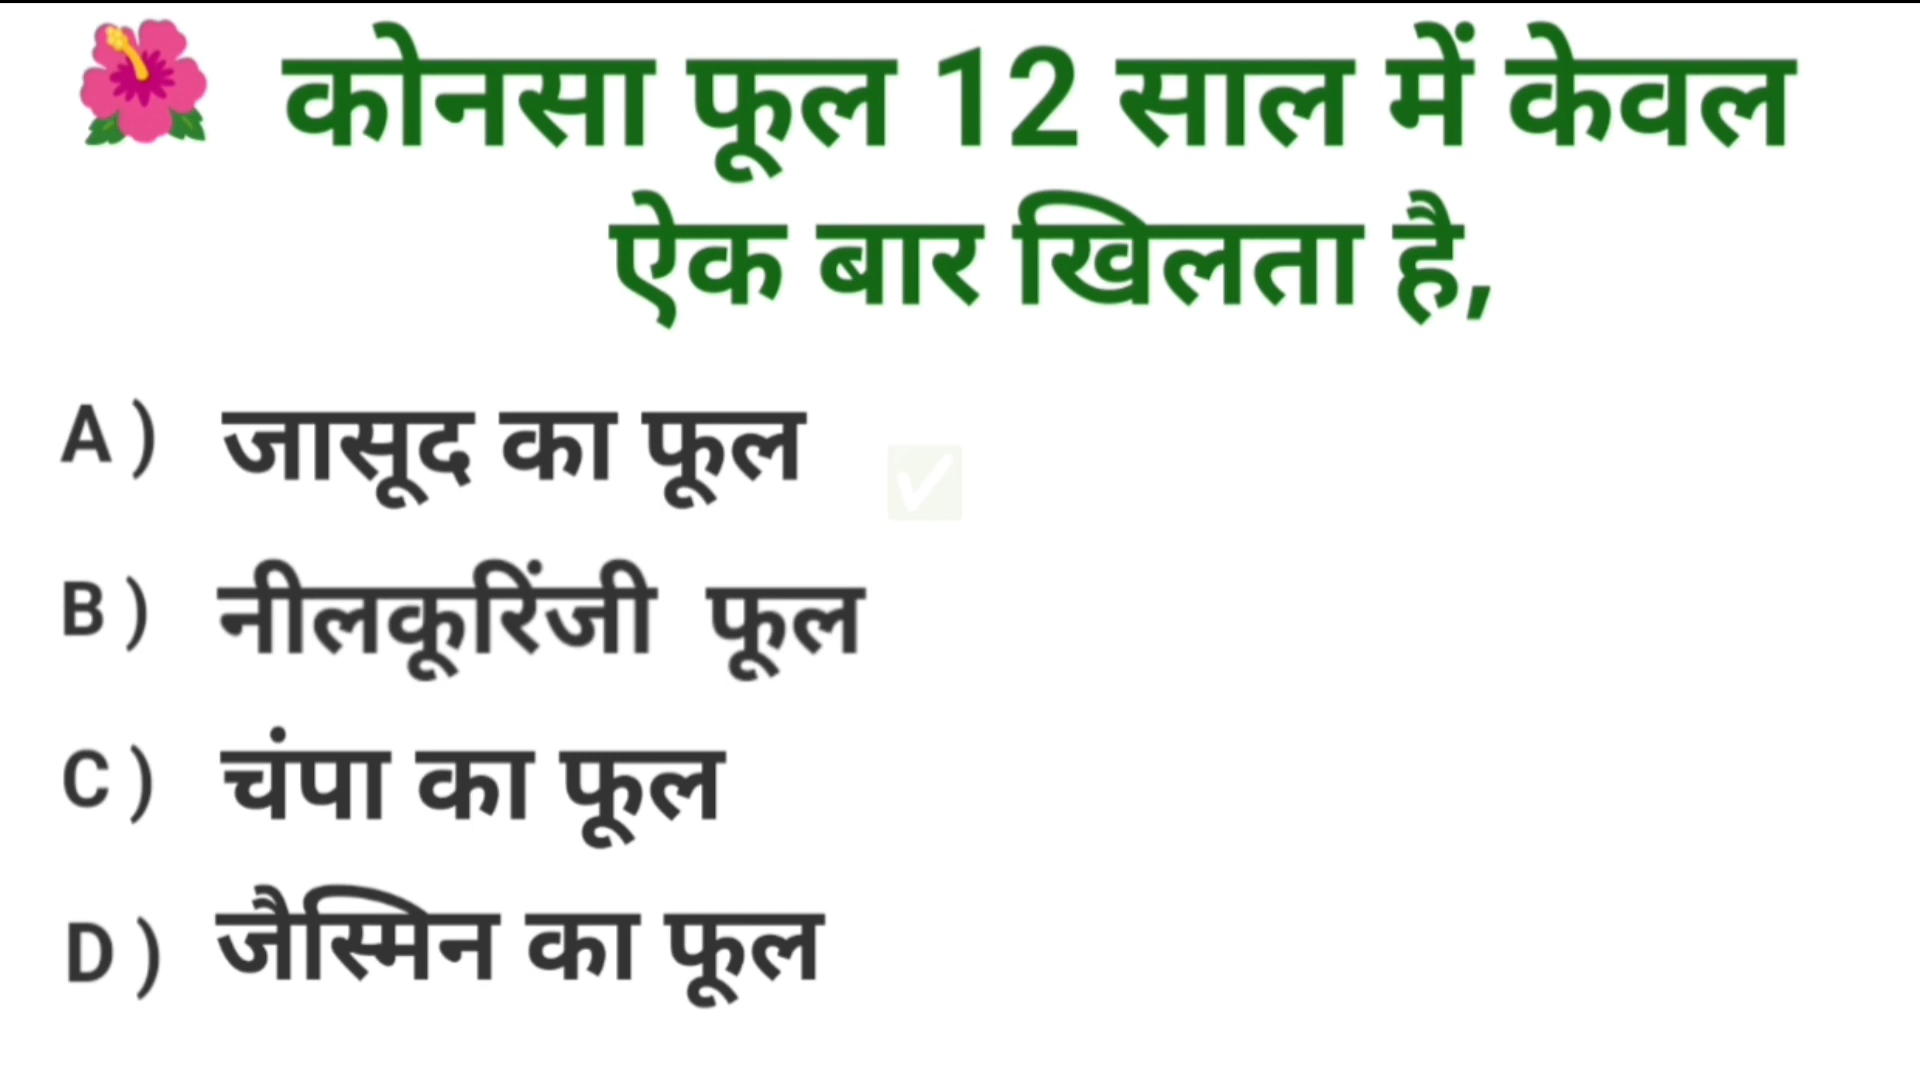 कोनसा फूल 12 साल में केवल
ऐक बार खिलता है,
A) जासूद का फूल
B) नीलकूरिंजी फूल
C) चंपा का फूल
D) जैस्मिन का फूल